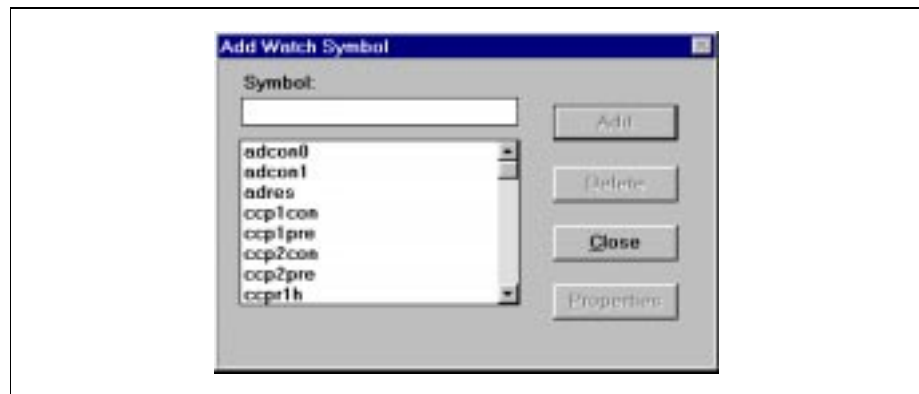 Add Watch Symbol
Symbol:
adcon0
adcon1
adres
ccp1con
ccp1pre
ccp2con
ccp2pre
ccpr1h
Add
Delete
Close
Properties